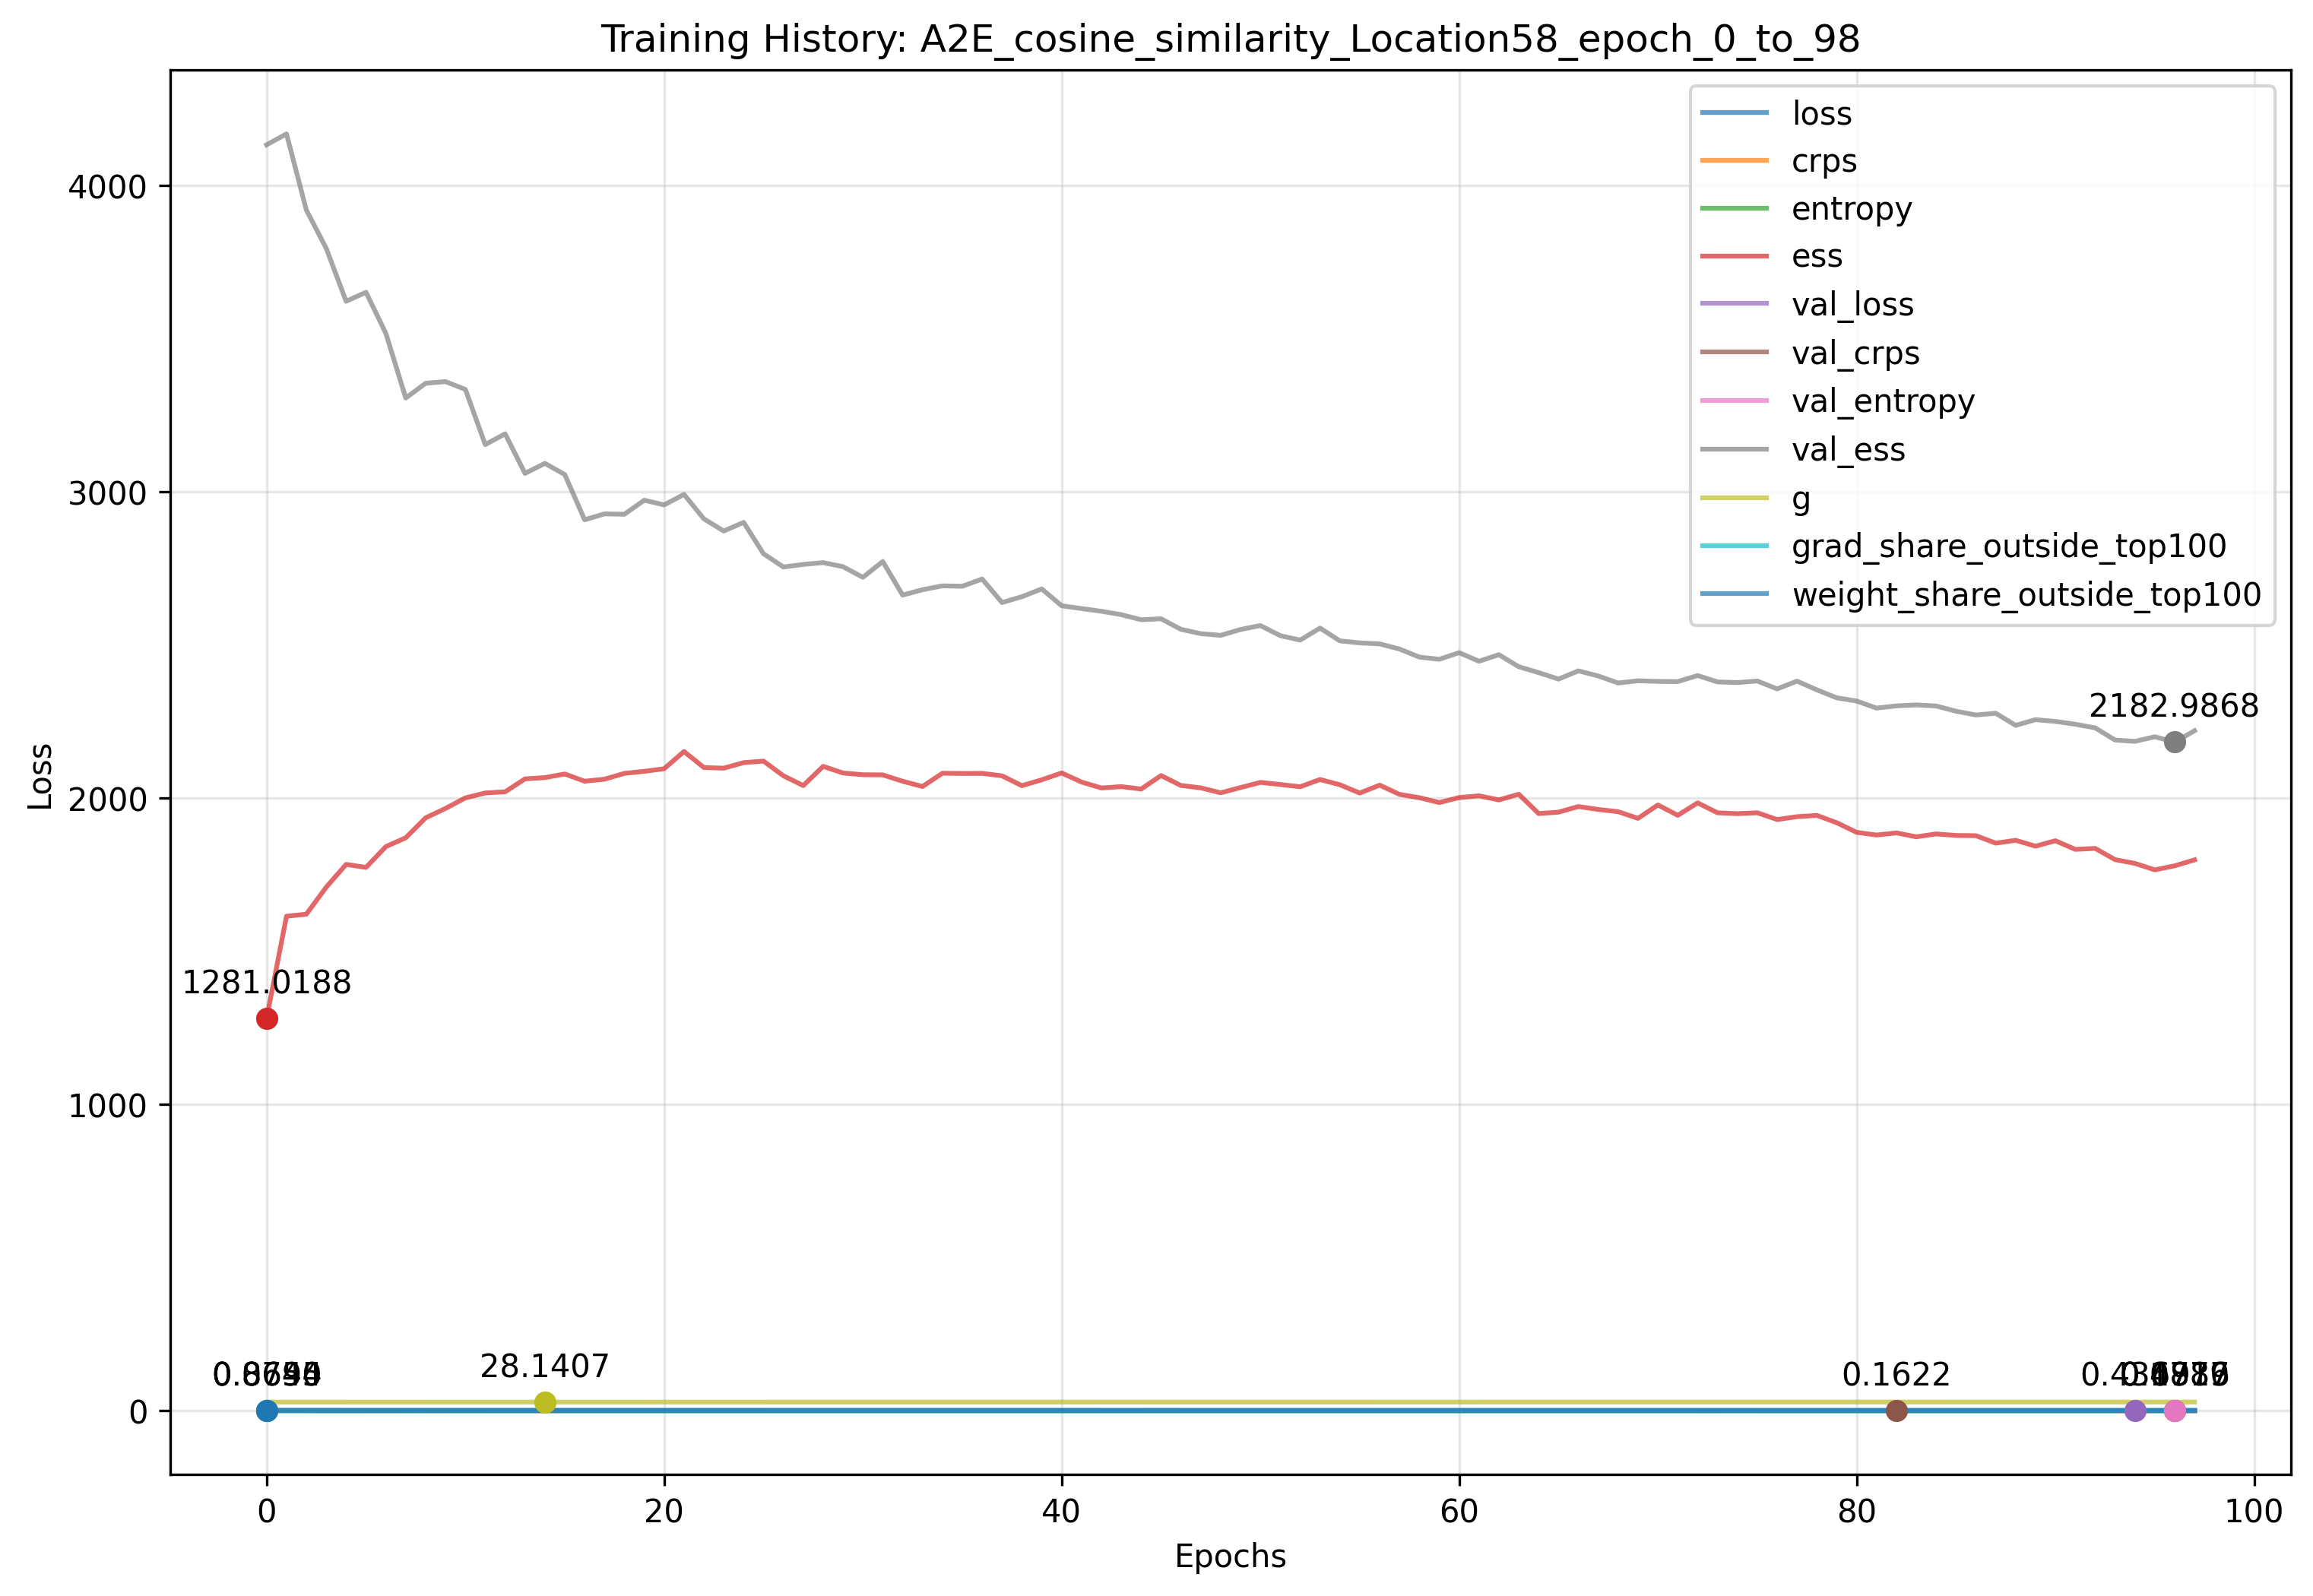 Training History: A2E_cosine_similarity_Location58_epoch_0_to_98
loss
crps
entropy
ess
val_loss
val_crps
val_entropy
val_ess
g
grad_share_outside_top100
weight_share_outside_top100
4000
3000
2000
1000
0
Loss
2182.9868
1281.0188
28.1407
0.1622
0
20
40
60
80
100
Epochs